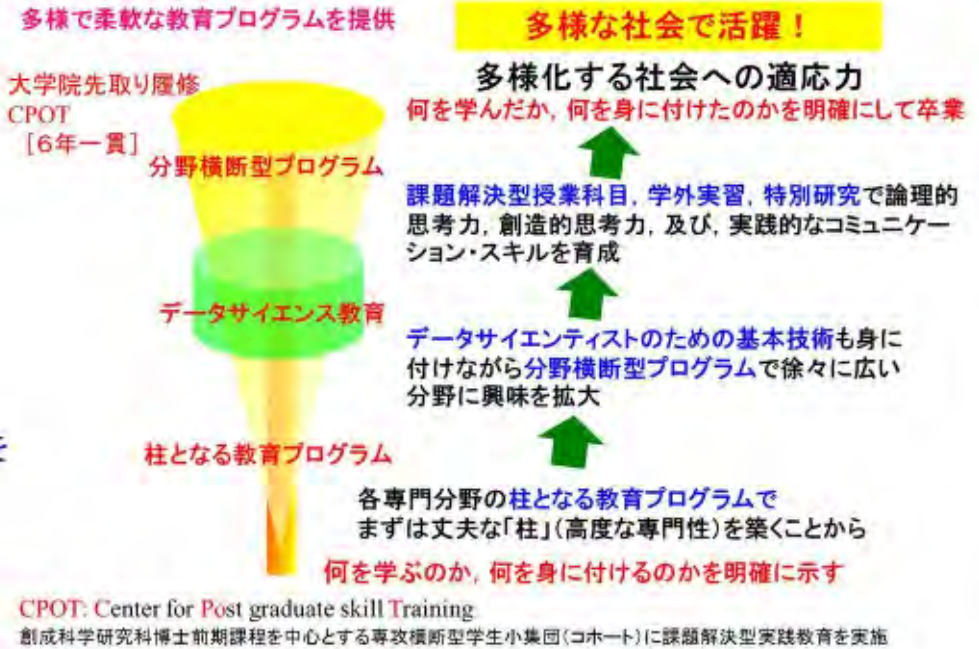 多様で柔軟な教育プログラムを提供
多様な社会で活躍！
大学院先取り履修
CPOT
［6年一貫］
分野横断型プログラム
データサイエンス教育
柱となる教育プログラム
多様化する社会への適応力
何を学んだか，何を身に付けたのかを明確にして卒業
課題解決型授業科目，学外実習，特別研究で論理的
思考力，創造的思考力，及び，実践的なコミュニケー
ション・スキルを育成
データサイエンティストのための基本技術も身に
付けながら分野横断型プログラムで徐々に広い
分野に興味を拡大
各専門分野の柱となる教育プログラムで
まずは丈夫な「柱」（高度な専門性）を築くことから
何を学ぶのか，何を身に付けるのかを明確に示す
CPOT: Center for Post graduate skill Training
創成科学研究科博士前期課程を中心とする専攻横断型学生小集団（コホート）に課題解決型実践教育を実施